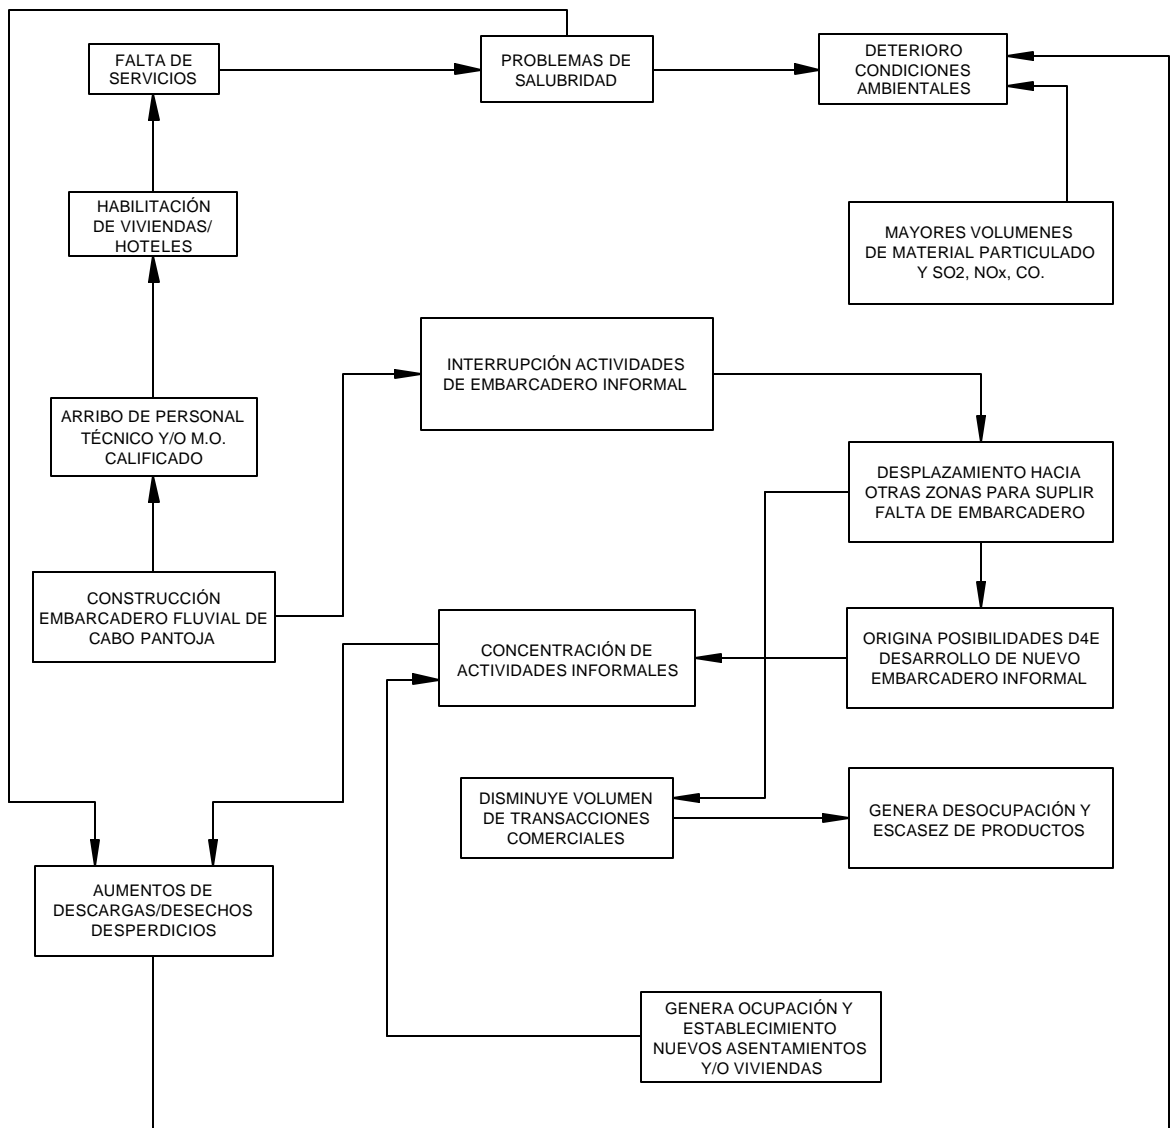 FALTA DE
SERVICIOS
PROBLEMAS DE
SALUBRIDAD
DETERIORO
CONDICIONES
AMBIENTALES
HABILITACIÓN
DE VIVIENDAS/
HOTELES
MAYORES VOLUMENES
DE MATERIAL PARTICULADO
Y SO2, NOx, CO.
INTERRUPCIÓN ACTIVIDADES
DE EMBARCADERO INFORMAL
ARRIBO DE PERSONAL
TÉCNICO Y/O M.O.
CALIFICADO
DESPLAZAMIENTO HACIA
OTRAS ZONAS PARA SUPLIR
FALTA DE EMBARCADERO
CONSTRUCCIÓN
EMBARCADERO FLUVIAL DE
CABO PANTOJA
CONCENTRACIÓN DE
ACTIVIDADES INFORMALES
ORIGINA POSIBILIDADES D4E
DESARROLLO DE NUEVO
EMBARCADERO INFORMAL
DISMINUYE VOLUMEN
DE TRANSACCIONES
COMERCIALES
GENERA DESOCUPACIÓN Y
ESCASEZ DE PRODUCTOS
AUMENTOS DE
DESCARGAS/DESECHOS
DESPERDICIOS
GENERA OCUPACIÓN Y
ESTABLECIMIENTO
NUEVOS ASENTAMIENTOS
Y/O VIVIENDAS